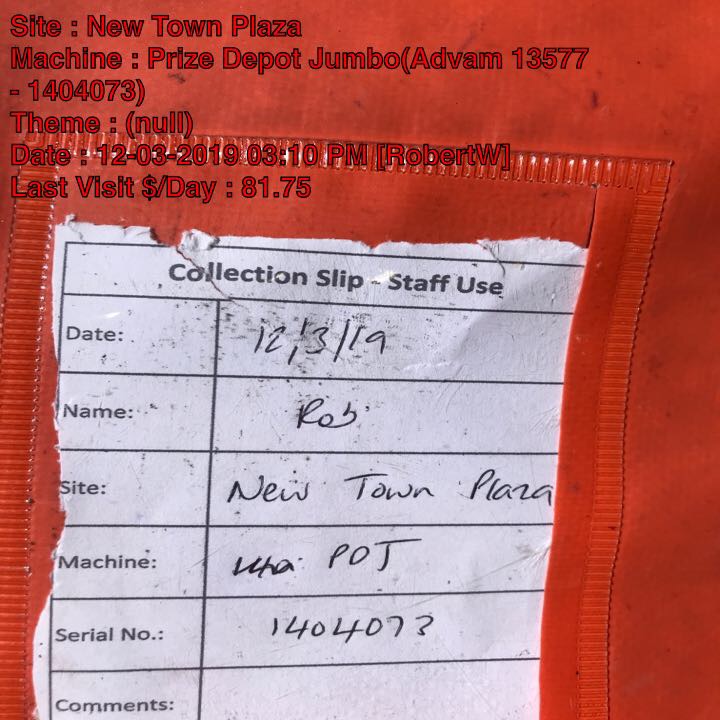 Site : New Town Plaza
Machine : Prize Depot Jumbo(Advam 13577
- 1404073)
Theme : (null)
Date : 12-03-2019 03:10 PM [RobertW]
Last Visit $/Day : 81.75
Collection Slip - Staff Use
Date: 12/3/19
Name: Rob
Site: New Town Plaza
Machine: PDJ
Serial No.: 1404073
Comments: